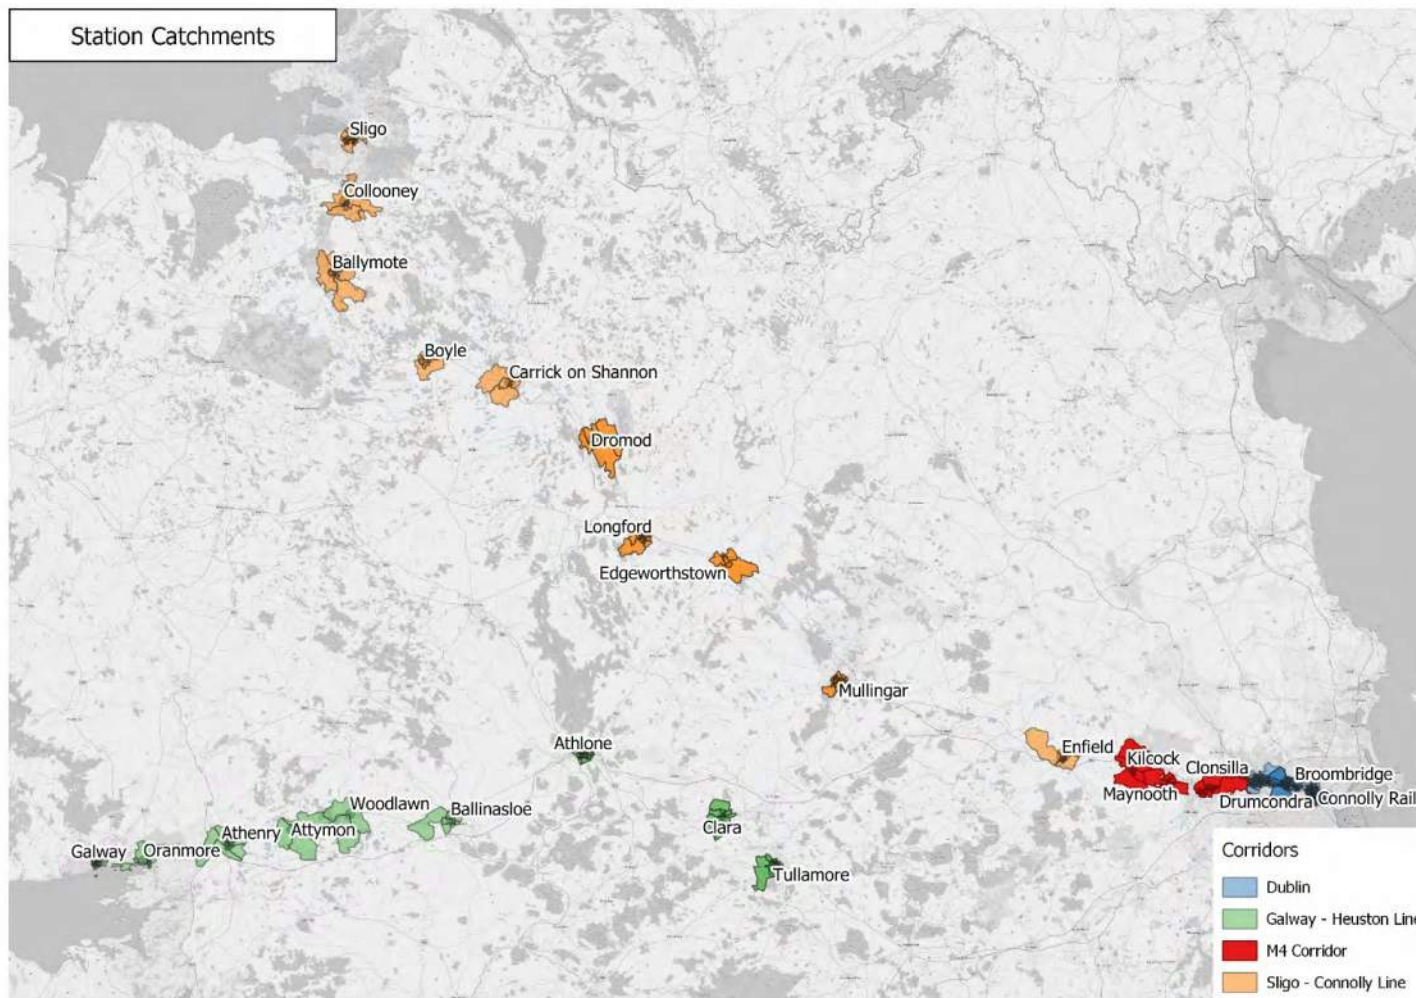 Station Catchments
Sligo
Collooney
Ballymote
Boyle
Carrick on Shannon
Dromod
Longford
Edgeworthstown
Mullingar
Enfield
Kilcock
Clonsilla
Broombridge
Maynooth
Drumcondra
Connolly Rail
Athlone
Woodlawn
Ballinasloe
Clara
Athenry
Attymon
Galway
Oranmore
Tullamore
Corridors
Dublin
Galway - Heuston Line
M4 Corridor
Sligo - Connolly Line